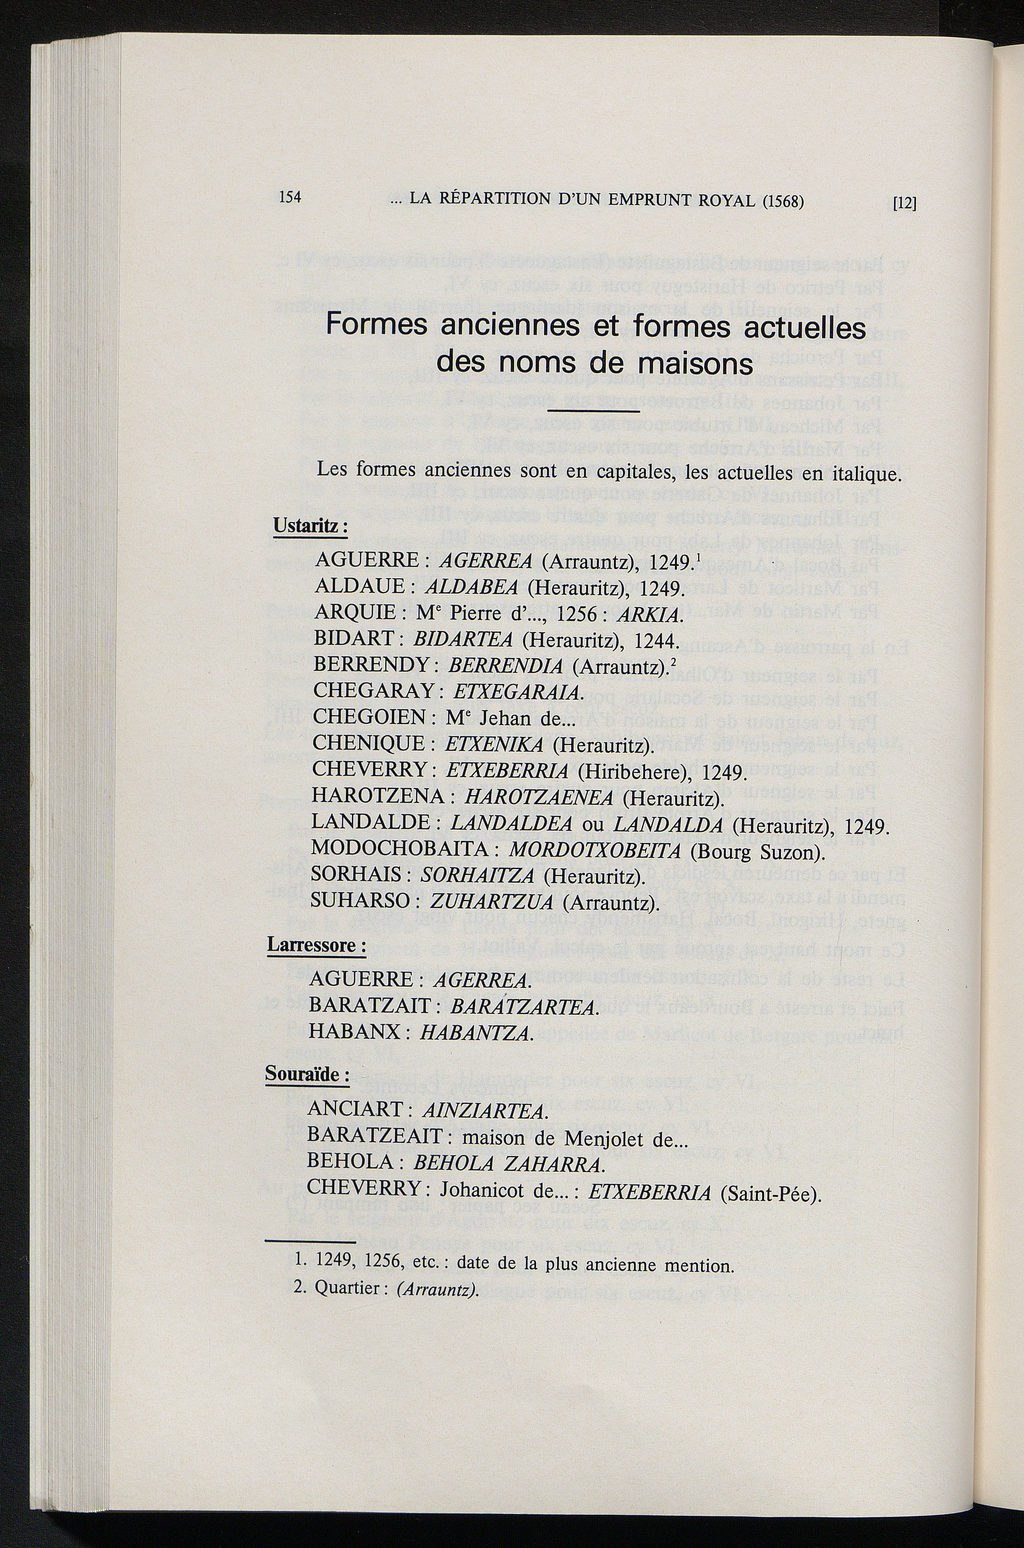 154 ... LA RÉPARTITION D'UN EMPRUNT ROYAL (1568) [12]
Formes anciennes et formes actuelles
des noms de maisons
Les formes anciennes sont en capitales, les actuelles en italique.
Ustaritz :
AGUERRE : AGERREA (Arrauntz), 1249.¹
ALDAUE : ALDABEA (Herauritz), 1249.
ARQUIE : Mᵉ Pierre d'..., 1256 : ARKIA.
BIDART : BIDARTEA (Herauritz), 1244.
BERRENDY : BERRENDIA (Arrauntz).²
CHEGARAY : ETXEGARAIA.
CHEGOIEN : Mᵉ Jehan de...
CHENIQUE : ETXENIKA (Herauritz).
CHEVERRY : ETXEBERRIA (Hiribehere), 1249.
HAROTZENA : HAROTZAENEA (Herauritz).
LANDALDE : LANDALDEA ou LANDALDA (Herauritz), 1249.
MODOCHOBAITA : MORDOTXOBEITA (Bourg Suzon).
SORHAIS : SORHAITZA (Herauritz).
SUHARSO : ZUHARTZUA (Arrauntz).
Larressore :
AGUERRE : AGERREA.
BARATZAIT : BARATZARTEA.
HABANX : HABANTZA.
Souraïde :
ANCIART : AINZIARTEA.
BARATZEAIT : maison de Menjolet de...
BEHOLA : BEHOLA ZAHARRA.
CHEVERRY : Johanicot de... : ETXEBERRIA (Saint-Pée).
1. 1249, 1256, etc. : date de la plus ancienne mention.
2. Quartier : (Arrauntz).